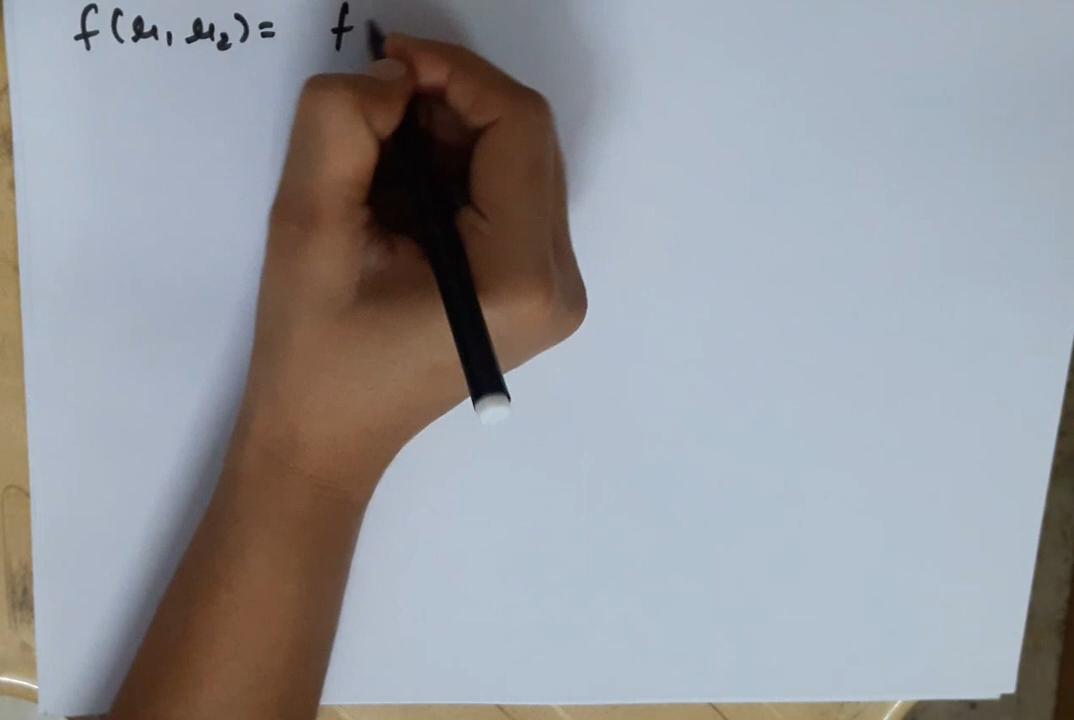 f(x₁, x₂) = f